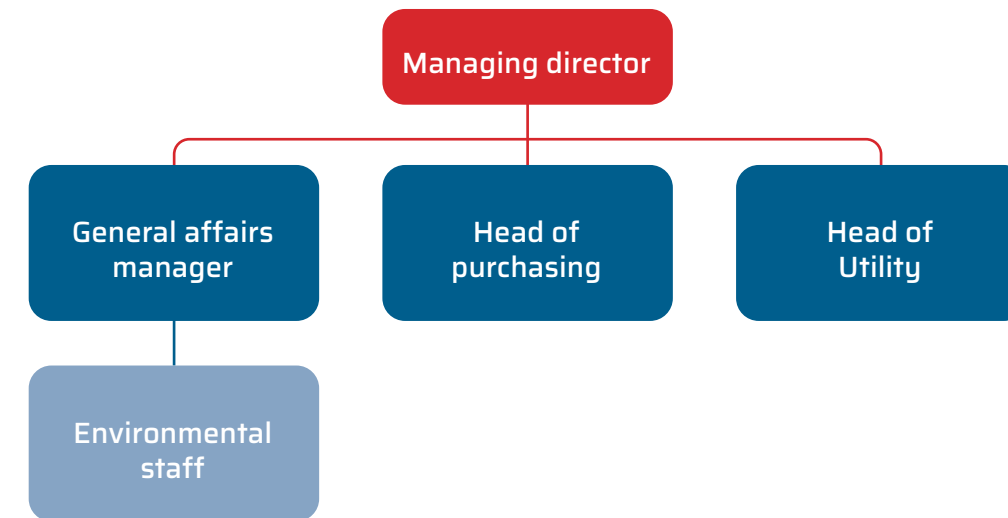 Managing director
General affairs
manager
Head of
purchasing
Head of
Utility
Environmental
staff